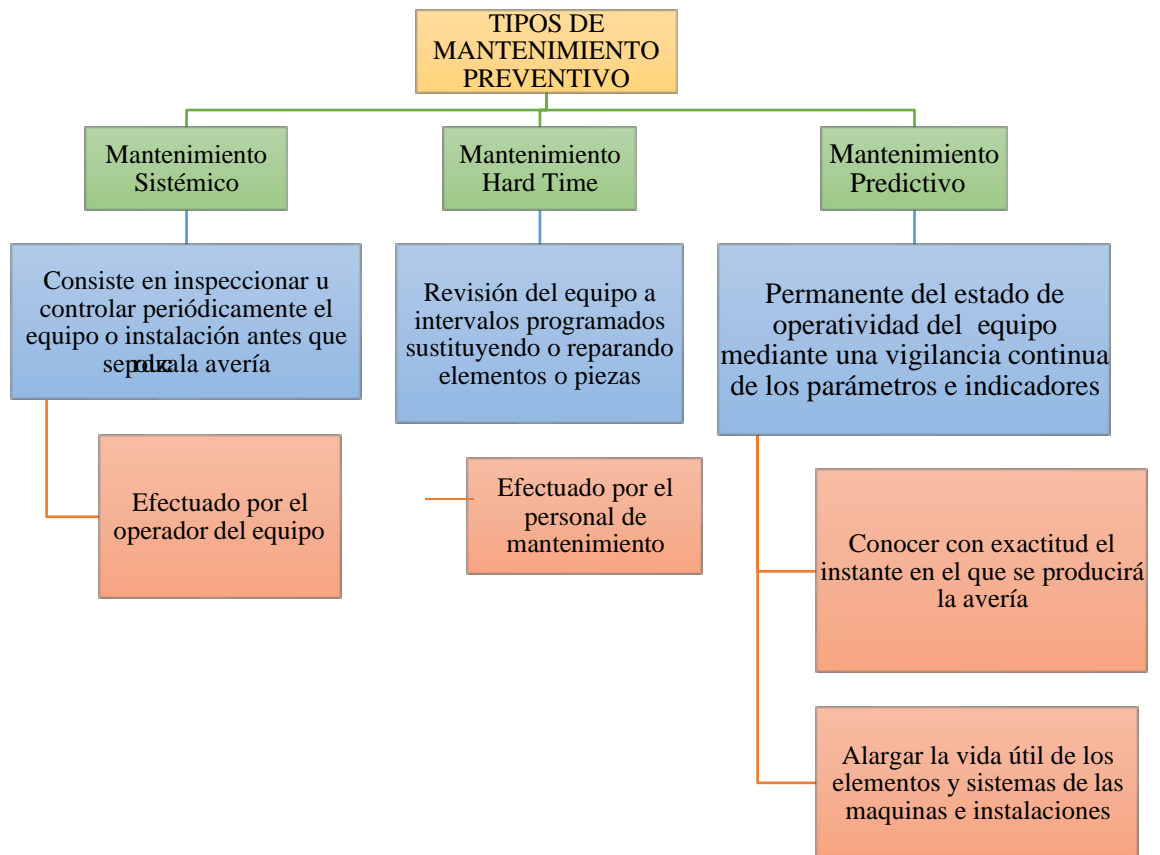 TIPOS DE
MANTENIMIENTO
PREVENTIVO
Mantenimiento
Sistémico
Mantenimiento
Hard Time
Mantenimiento
Predictivo
Consiste en inspeccionar u
controlar periódicamente el
equipo o instalación antes que
la avería
Revisión del equipo a
intervalos programados
sustituyendo o reparando
elementos o piezas
Permanente del estado de
operatividad del equipo
mediante una vigilancia continua
de los parámetros e indicadores
Efectuado por el
operador del equipo
Efectuado por el
personal de
mantenimiento
Conocer con exactitud el
instante en el que se producirá
la avería
Alargar la vida útil de los
elementos y sistemas de las
maquinas e instalaciones